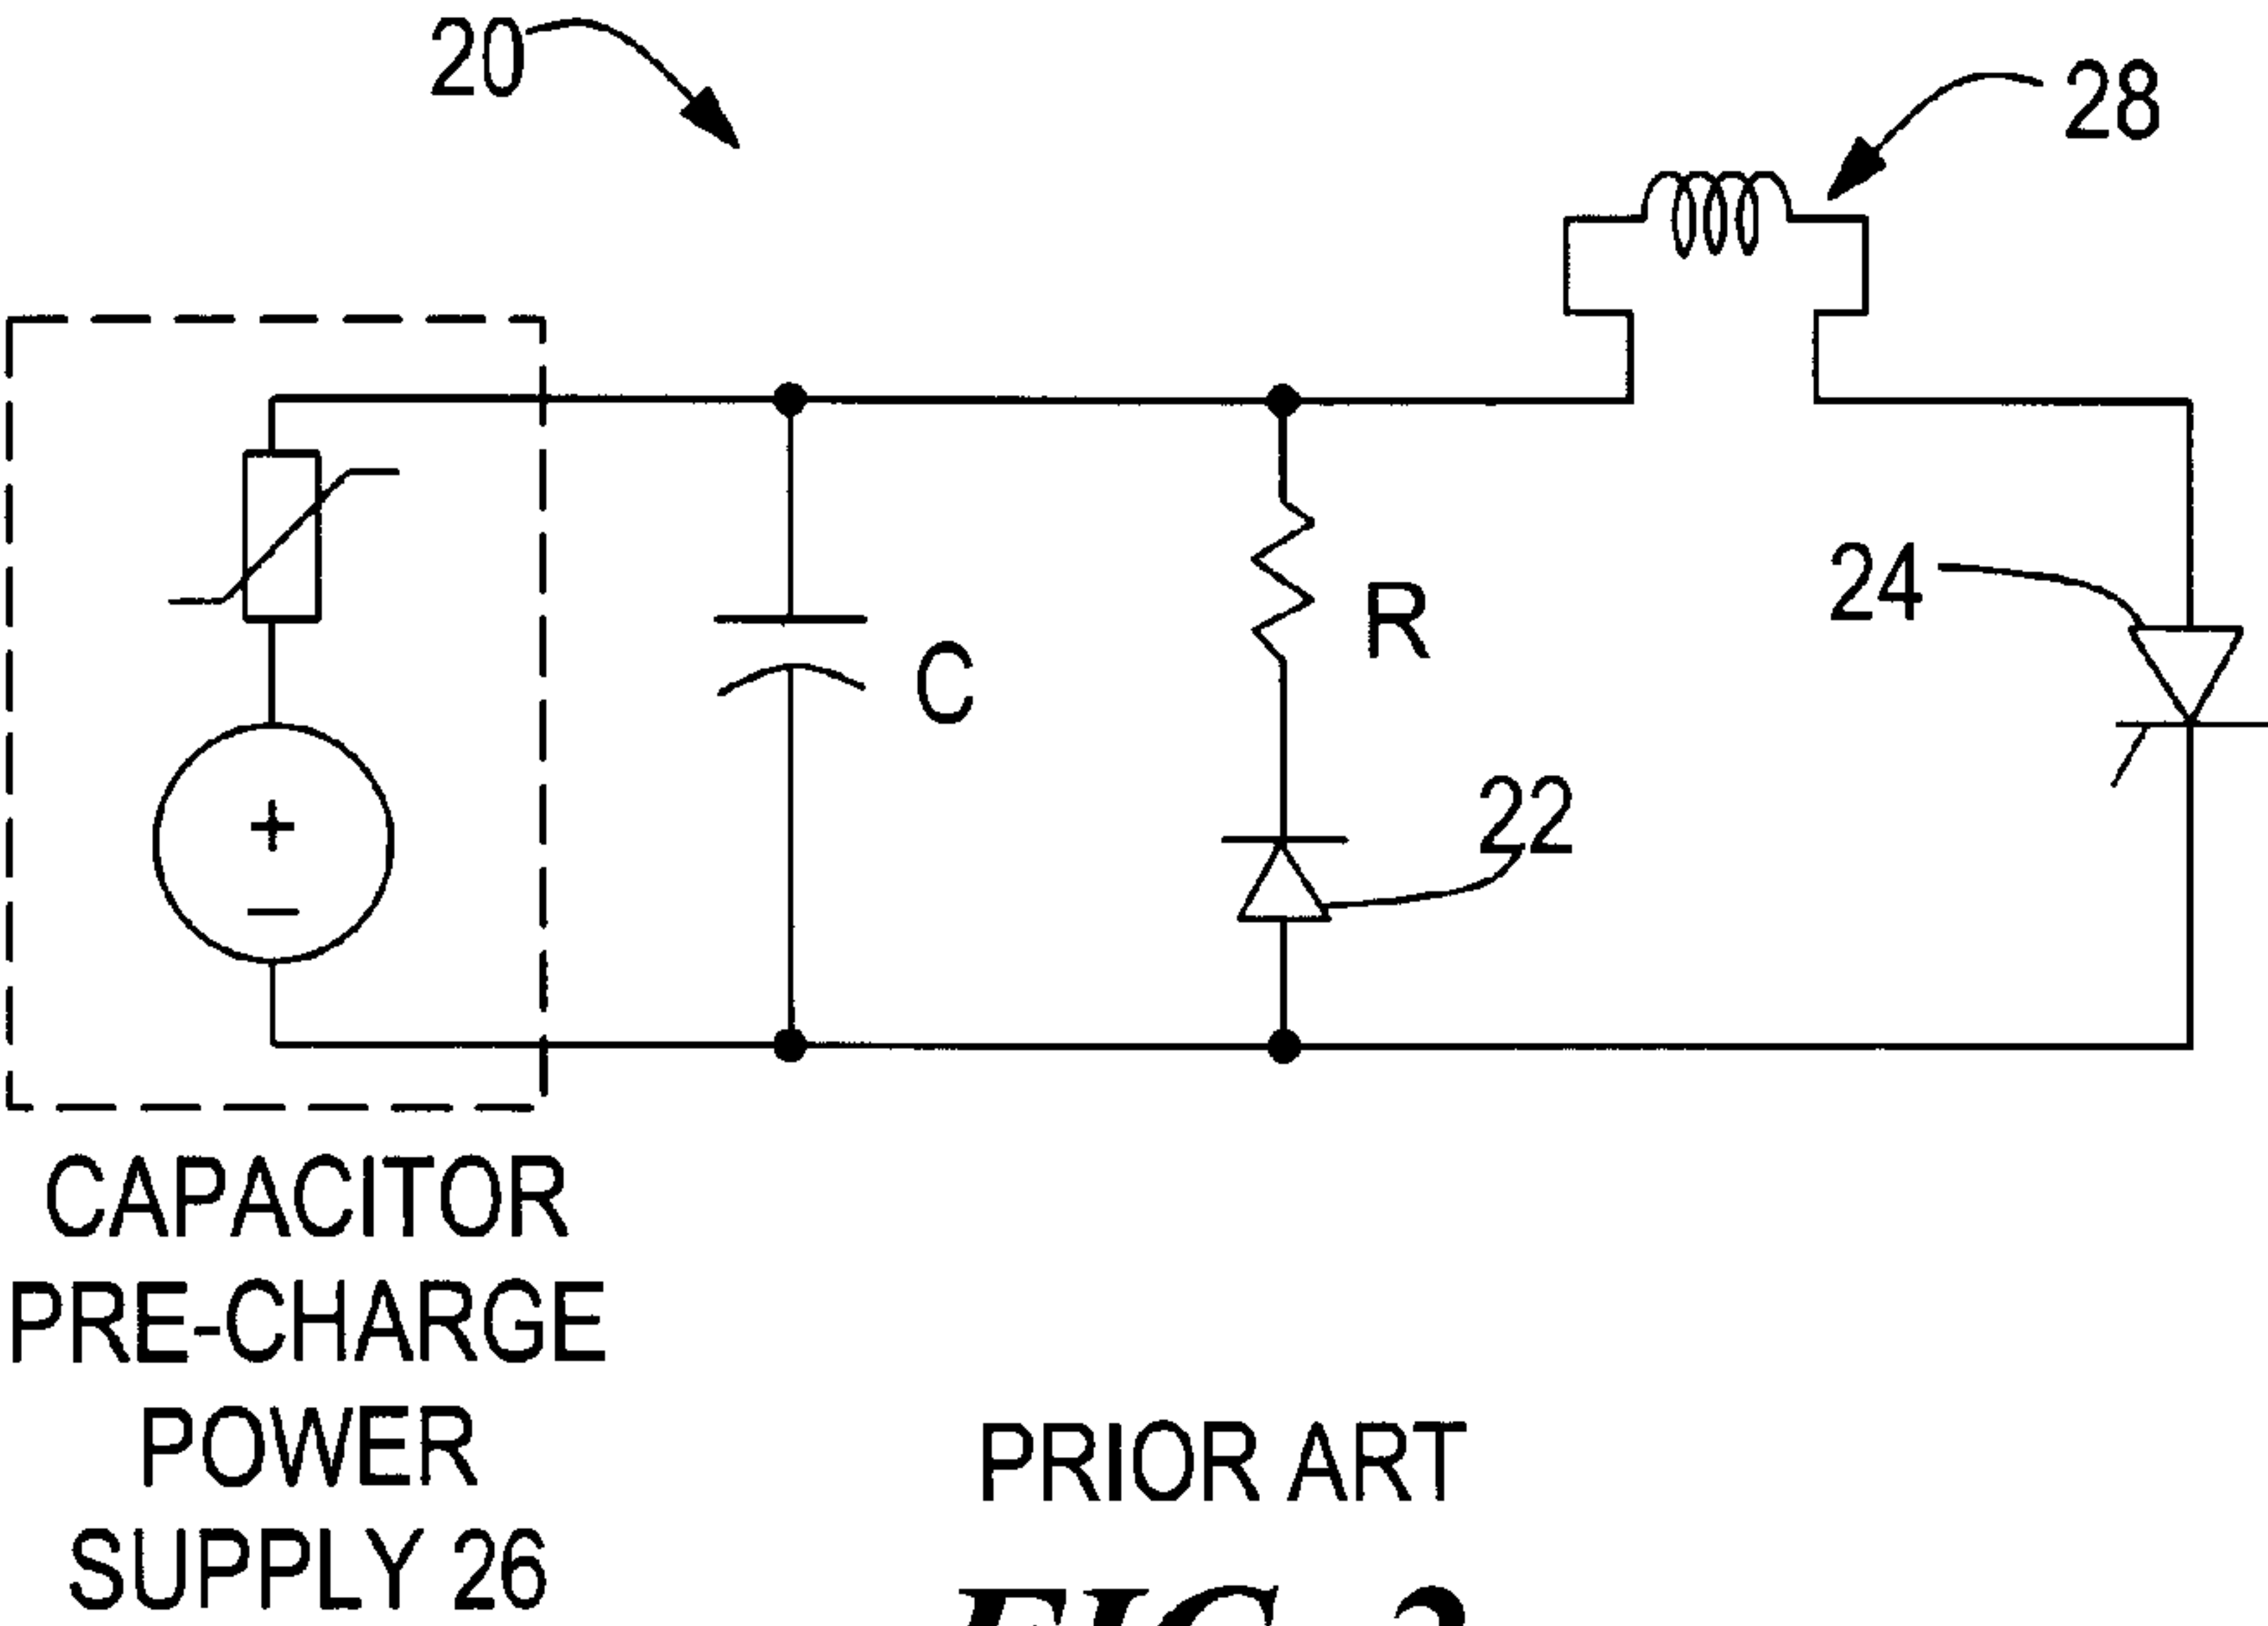 20
28
24
R
C
22
+
–
CAPACITOR
PRE-CHARGE
POWER
SUPPLY 26
PRIOR ART